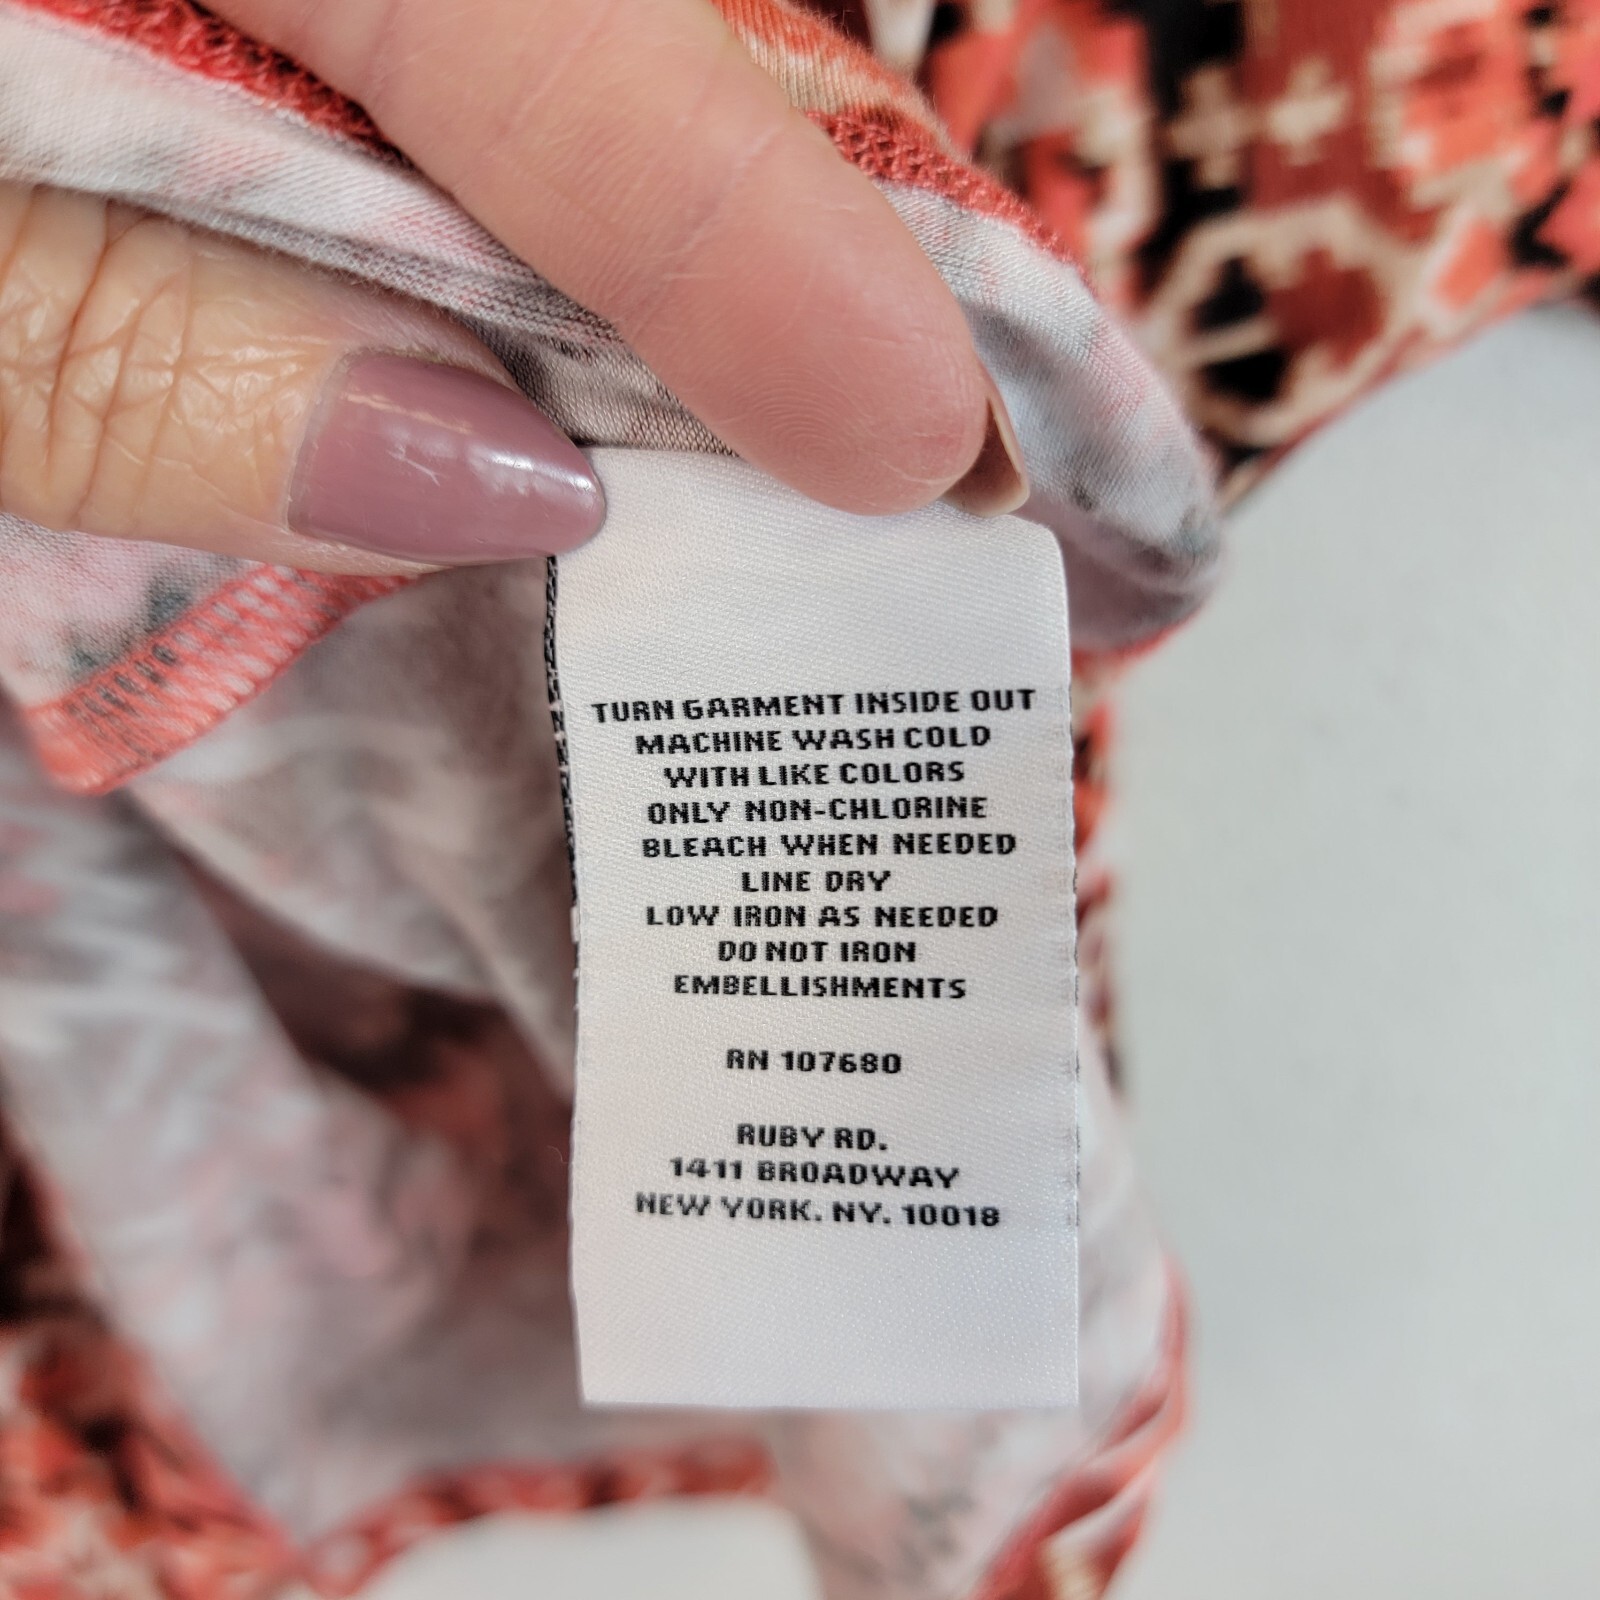 TURN GARMENT INSIDE OUT
MACHINE WASH COLD
WITH LIKE COLORS
ONLY NON-CHLORINE
BLEACH WHEN NEEDED
LINE DRY
LOW IRON AS NEEDED
DO NOT IRON
EMBELLISHMENTS
RN 107680
RUBY RD.
1411 BROADWAY
NEW YORK. NY. 10018